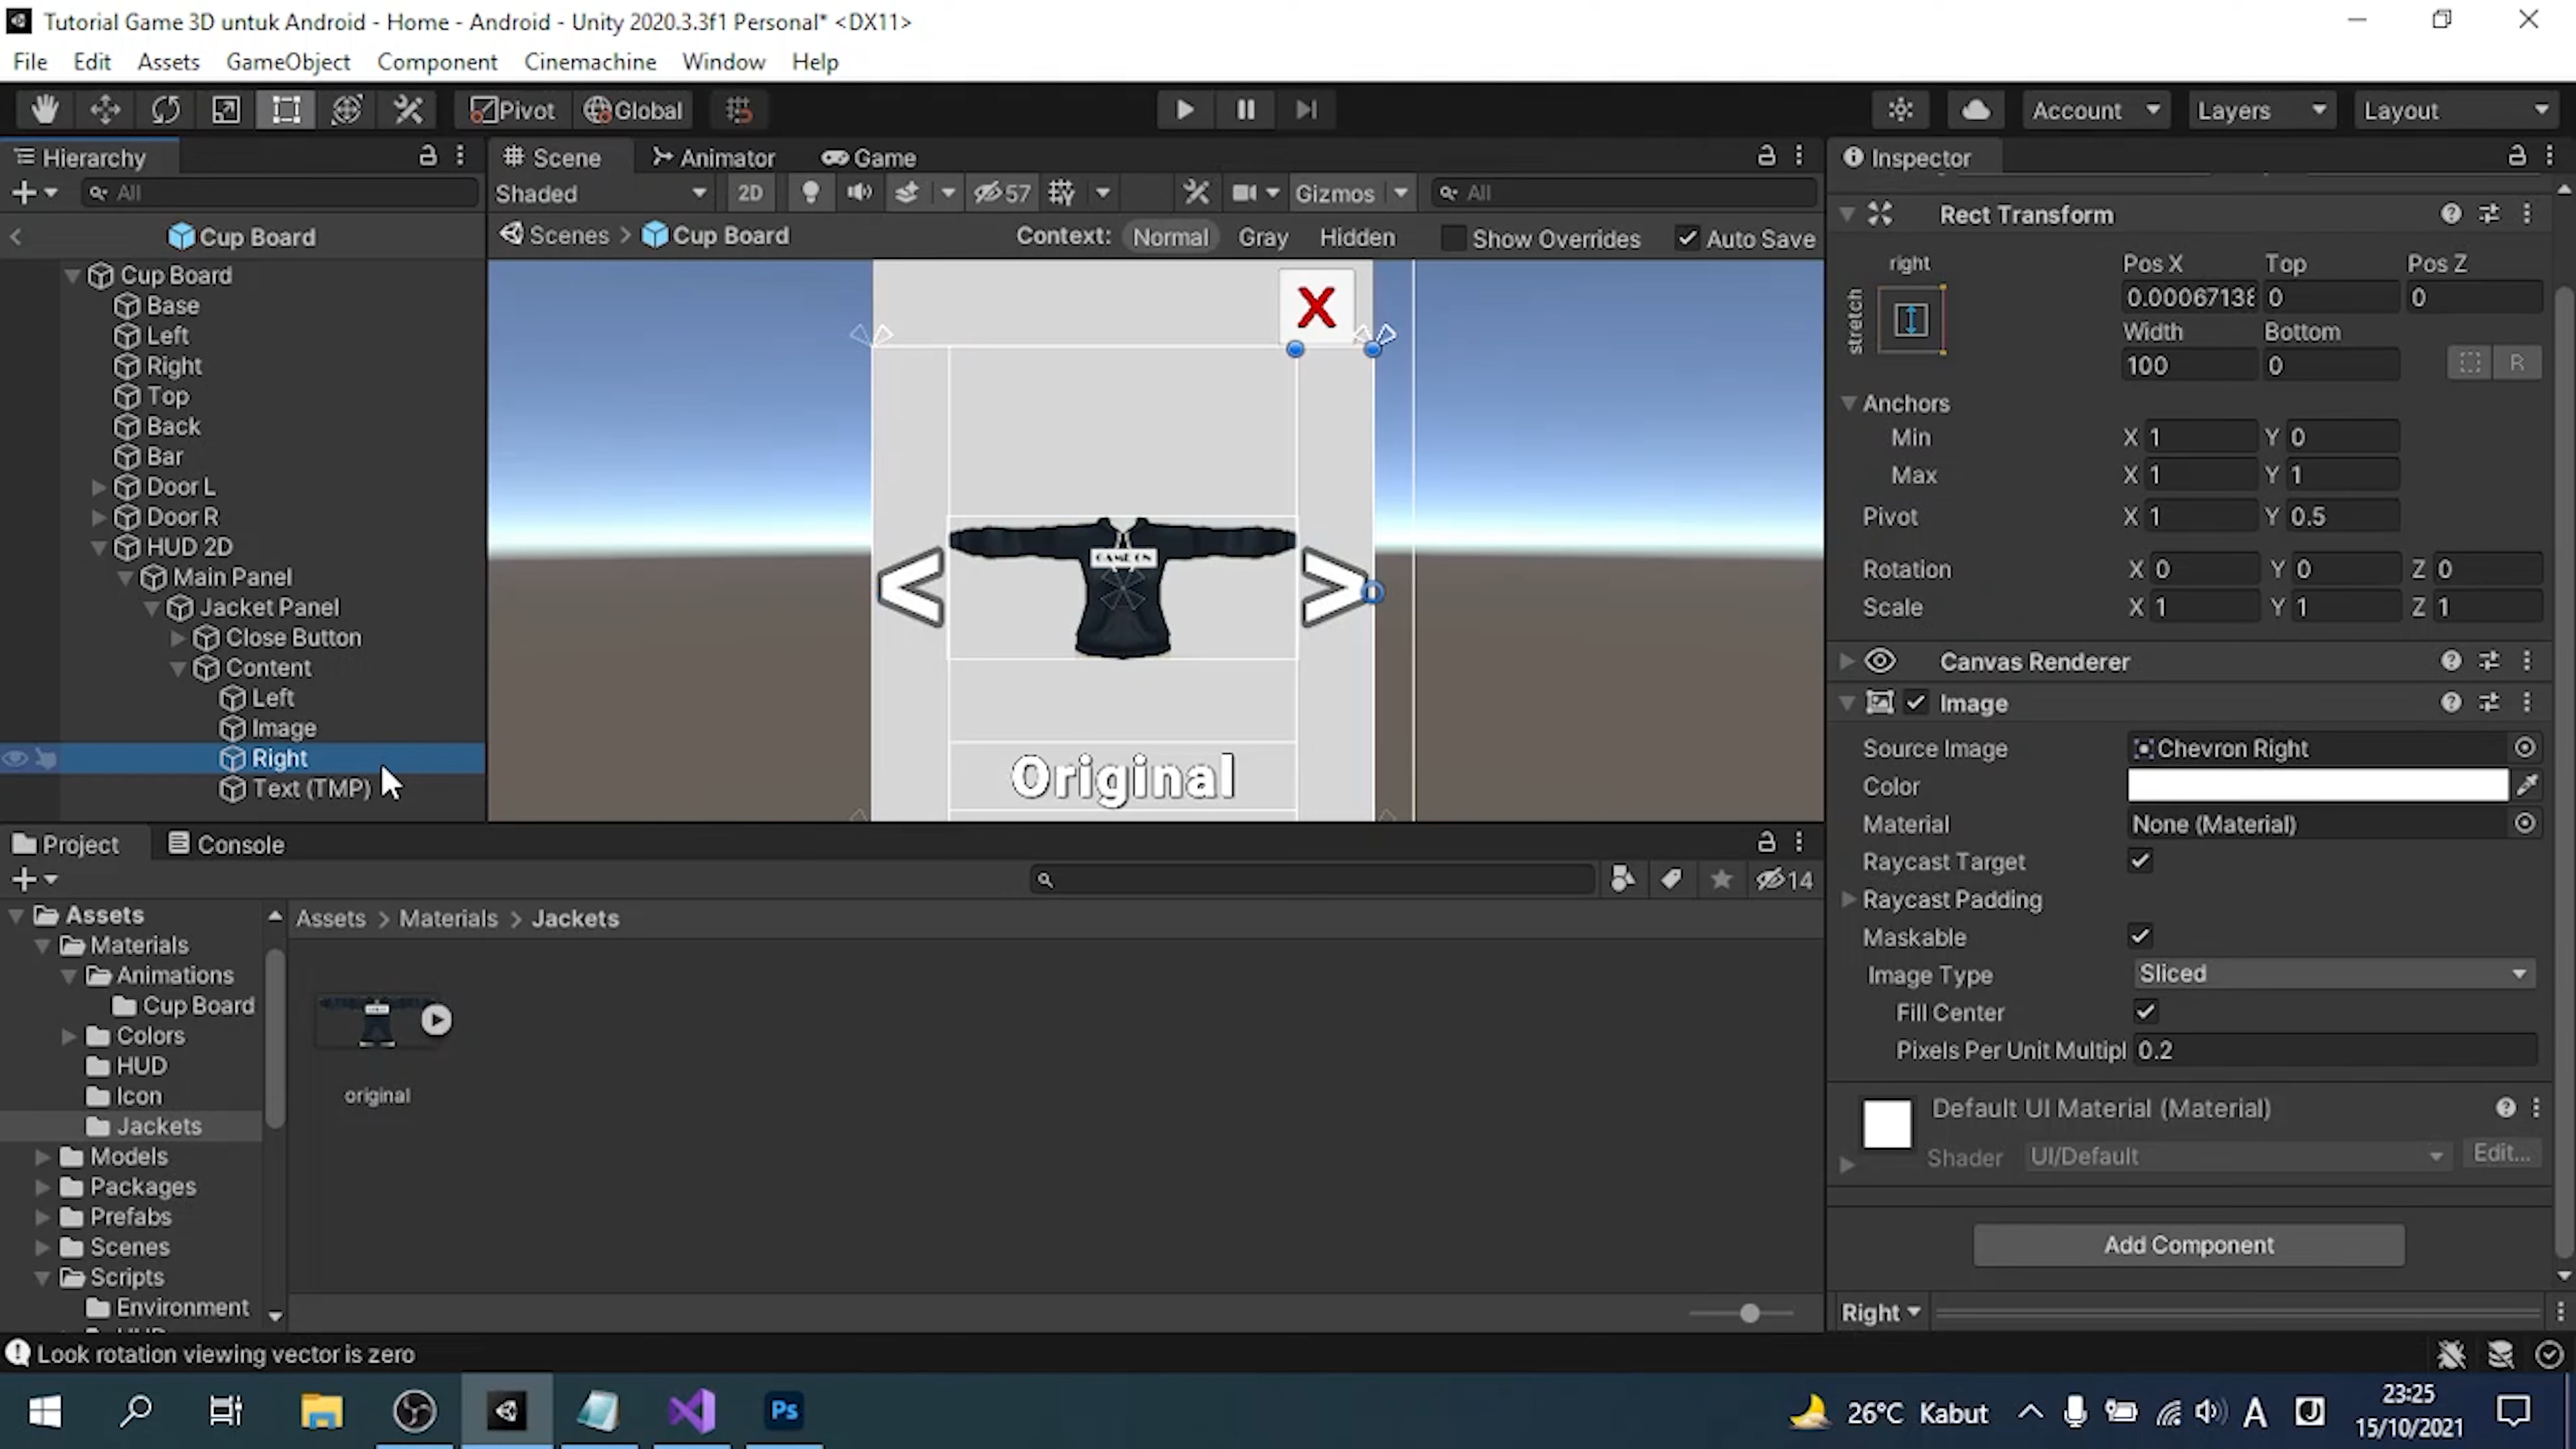 Tutorial Game 3D untuk Android - Home - Android - Unity 2020.3.3f1 Personal* <DX11>
File Edit Assets GameObject Component Cinemachine Window Help
Pivot Global Account Layers Layout
Hierarchy
All
Cup Board
Cup Board
Base
Left
Right
Top
Back
Bar
Door L
Door R
HUD 2D
Main Panel
Jacket Panel
Close Button
Content
Left
Image
Right
Text (TMP)
Scene Animator Game
Shaded 2D 57 Gizmos All
Scenes > Cup Board Context: Normal Gray Hidden Show Overrides Auto Save
X
GAME ON
< >
Original
Inspector
Rect Transform
right
stretch
Pos X Top Pos Z
0.00067138 0 0
Width Bottom
100 0 R
Anchors
Min X 1 Y 0
Max X 1 Y 1
Pivot X 1 Y 0.5
Rotation X 0 Y 0 Z 0
Scale X 1 Y 1 Z 1
Canvas Renderer
Image
Source Image Chevron Right
Color
Material None (Material)
Raycast Target
Raycast Padding
Maskable
Image Type Sliced
Fill Center
Pixels Per Unit Multipl 0.2
Default UI Material (Material)
Shader UI/Default Edit...
Add Component
Right
Project Console
14
Assets
Materials
Animations
Cup Board
Colors
HUD
Icon
Jackets
Models
Packages
Prefabs
Scenes
Scripts
Environment
Assets > Materials > Jackets
original
Look rotation viewing vector is zero
Ps
26°C Kabut
A
23:25
15/10/2021